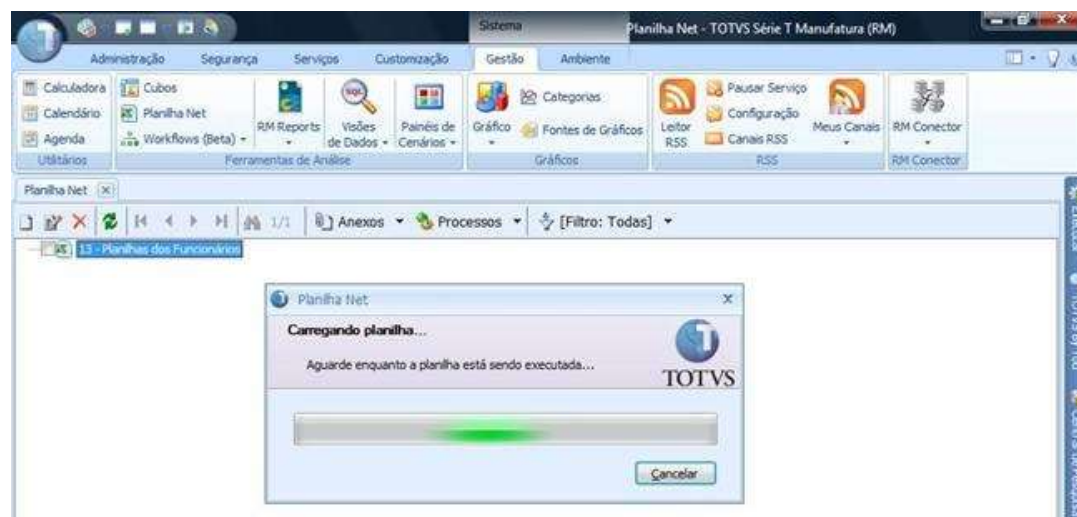 Sistema
Planilha Net - TOTVS Série T Manufatura (RM)
Administração Segurança Serviços Customização Gestão Ambiente
Calculadora
Calendário
Agenda
Utilitários
Cubos
Planilha Net
Workflows (Beta)
RM Reports
Visões de Dados
Painéis de Cenários
Ferramentas de Análise
Gráfico
Categorias
Fontes de Gráficos
Gráficos
Leitor RSS
Pausar Serviço
Configuração
Canais RSS
Meus Canais
RSS
RM Conector
RM Conector
Planilha Net
1/1 Anexos Processos [Filtro: Todas]
13 - Planilhas dos Funcionários
Planilha Net
Carregando planilha...
Aguarde enquanto a planilha está sendo executada...
TOTVS
Cancelar